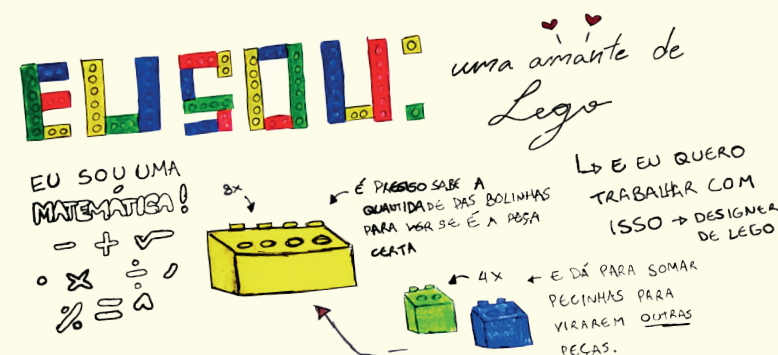 EU SOU:
uma amante de
Lego
↳ E EU QUERO
TRABALHAR COM
ISSO → DESIGNER
DE LEGO
EU SOU UMA
MATEMÁTICA!
- + √
• × ÷ /
% = ^
8x
É PRECISO SABE A
QUANTIDADE DAS BOLINHAS
PARA VER SE É A PEÇA
CERTA
4x
E DÁ PARA SOMAR
PECINHAS PARA
VIRAREM OUTRAS
PEÇAS.